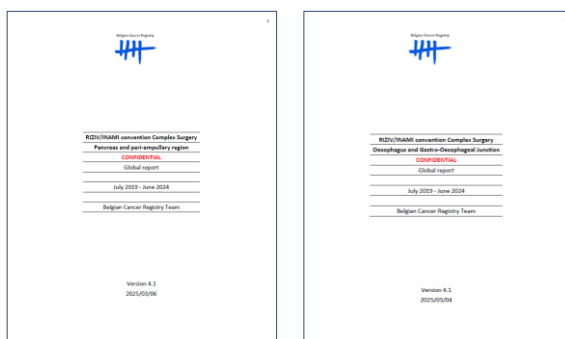 1
Belgian Cancer Registry
RIZIV/INAMI convention Complex Surgery
Pancreas and peri-ampullary region
CONFIDENTIAL
Global report
July 2019 - June 2024
Belgian Cancer Registry Team
Version 4.1
2025/03/06
Belgian Cancer Registry
RIZIV/INAMI convention Complex Surgery
Oesophagus and Gastro-Oesophageal Junction
CONFIDENTIAL
Global report
July 2019 - June 2024
Belgian Cancer Registry Team
Version 4.1
2025/03/04